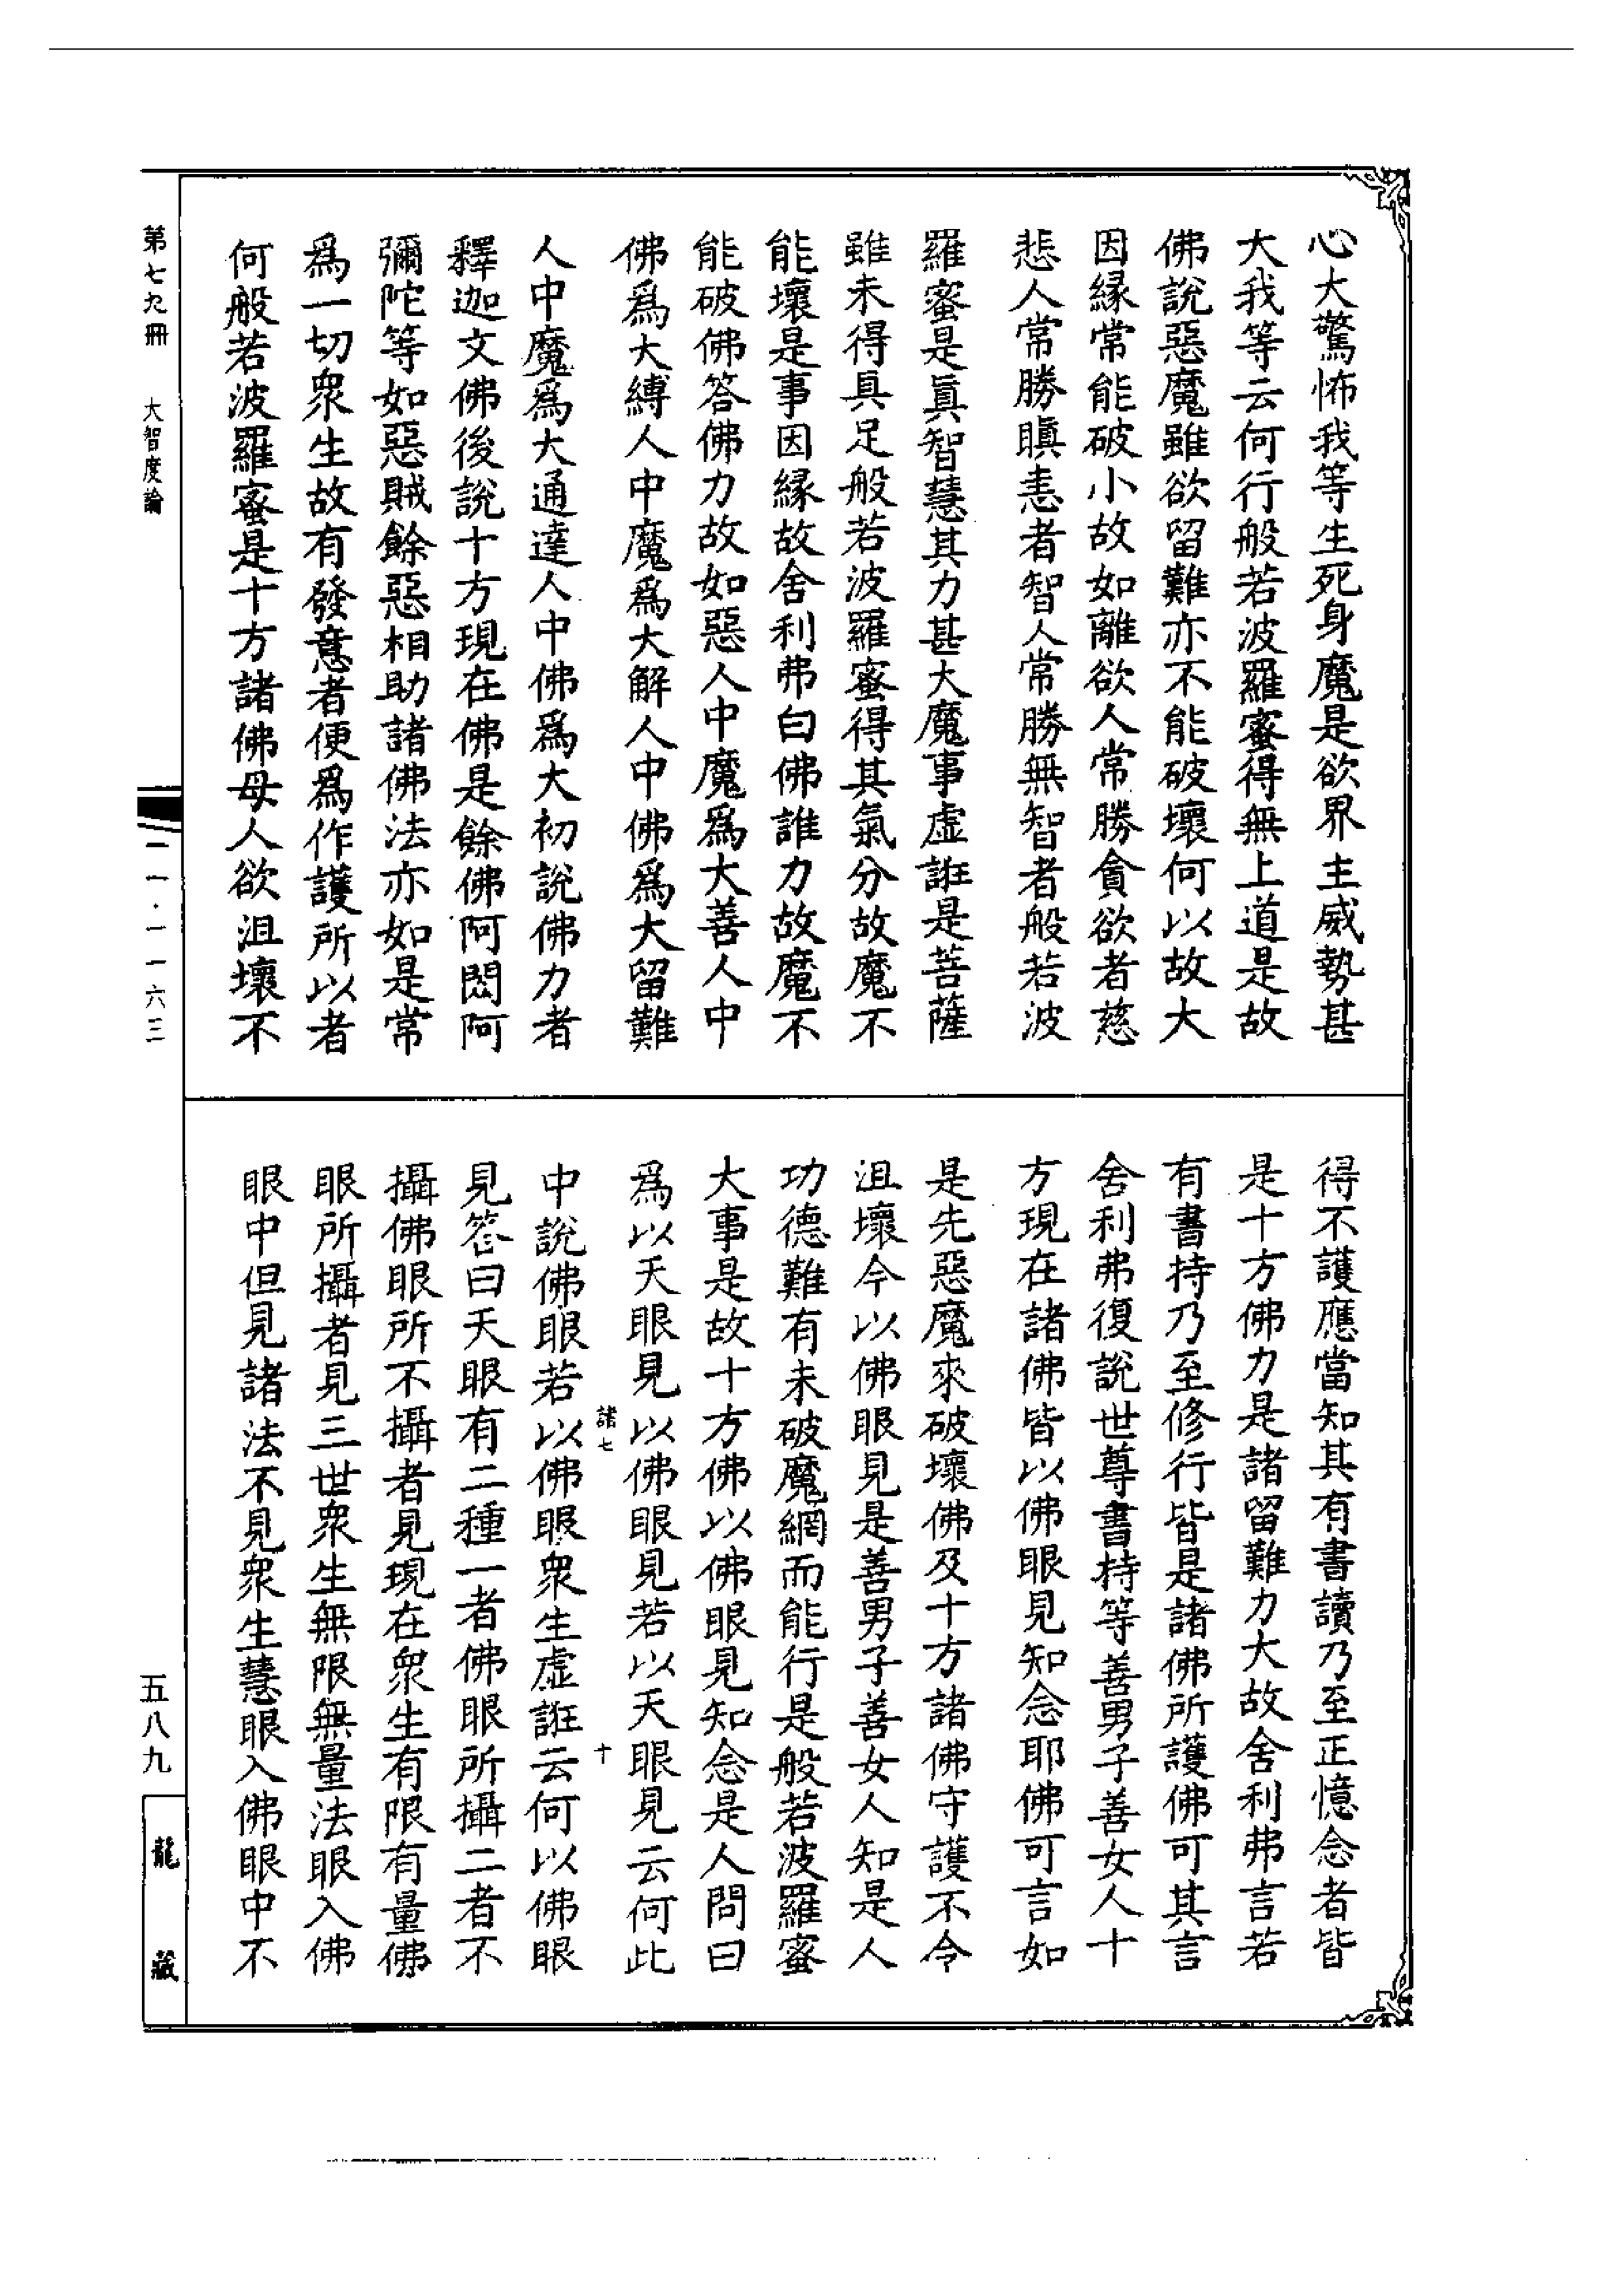 心大驚怖我等生死身魔是欲界主威勢甚
大我等云何行般若波羅蜜得無上道是故
佛說惡魔雖欲留難亦不能破壞何以故大
因緣常能破小故如離欲人常勝貪欲者慈
悲人常勝瞋恚者智人常勝無智者般若波
羅蜜是真智慧其力甚大魔事虛誑是菩薩
雖未得具足般若波羅蜜得其氣分故魔不
能壞是事因緣故舍利弗白佛誰力故魔不
能破佛答佛力故如惡人中魔為大善人中
佛為大縛人中魔為大解人中佛為大留難
人中魔為大通達人中佛為大初說佛力者
釋迦文佛後說十方現在佛是餘佛阿閦阿
彌陀等如惡賊餘惡相助諸佛法亦如是常
為一切眾生故有發意者便為作護所以者
何般若波羅蜜是十方諸佛母人欲沮壞不
得不護應當知其有書讀乃至正憶念者皆
是十方佛力是諸留難力大故舍利弗言若
有書持乃至修行皆是諸佛所護佛可其言
舍利弗復說世尊書持等善男子善女人十
方現在諸佛皆以佛眼見知念耶佛可言如
是先惡魔來破壞佛及十方諸佛守護不令
沮壞今以佛眼見是善男子善女人知是人
功德難有未破魔網而能行是般若波羅蜜
大事是故十方佛以佛眼見知念是人問曰
為以天眼見以佛眼見若以天眼見云何此
諸七 十
中說佛眼若以佛眼眾生虛誑云何以佛眼
見答曰天眼有二種一者佛眼所攝二者不
攝佛眼所不攝者見現在眾生有限有量佛
眼所攝者見三世眾生無限無量法眼入佛
眼中但見諸法不見眾生慧眼入佛眼中不
第七九冊 大智度論
二一·一一六三
五八九
龍藏